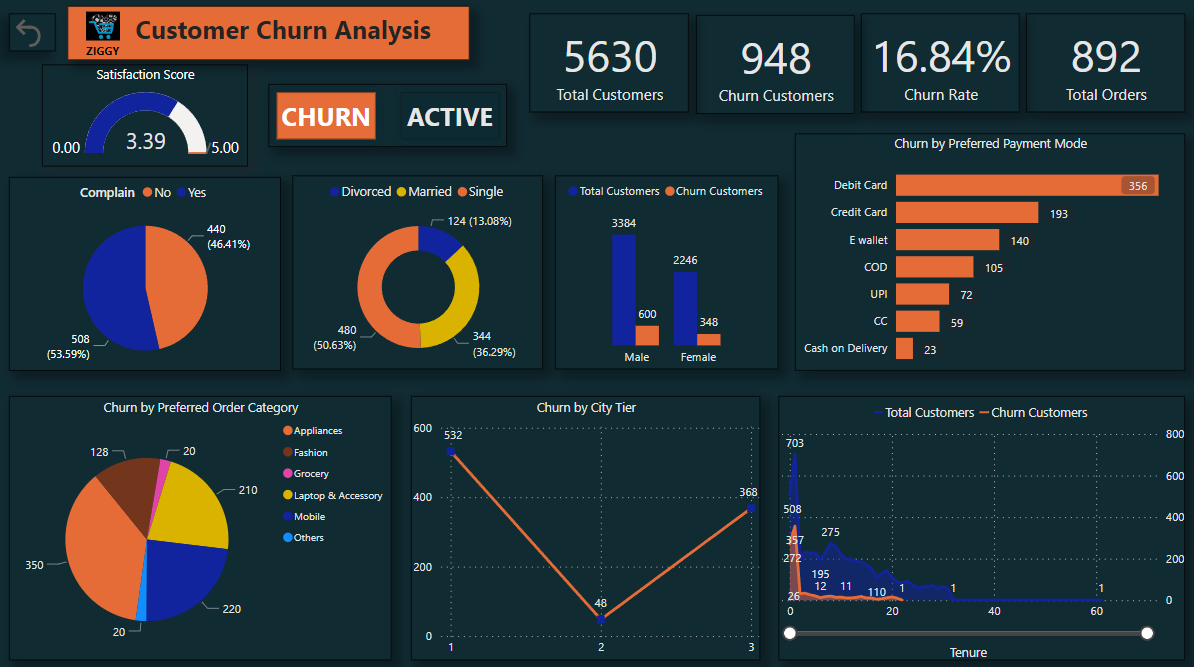 Customer Churn Analysis
ZIGGY
Satisfaction Score
0.00
3.39
5.00
CHURN
ACTIVE
5630
Total Customers
948
Churn Customers
16.84%
Churn Rate
892
Total Orders
Complain No Yes
440
(46.41%)
508
(53.59%)
Divorced Married Single
124 (13.08%)
480
(50.63%)
344
(36.29%)
Total Customers Churn Customers
3384
2246
600
348
Male
Female
Churn by Preferred Payment Mode
Debit Card 356
Credit Card 193
E wallet 140
COD 105
UPI 72
CC 59
Cash on Delivery 23
Churn by Preferred Order Category
Appliances
Fashion
Grocery
Laptop & Accessory
Mobile
Others
128
20
210
350
220
20
Churn by City Tier
600
532
400
368
200
48
0
1
2
3
Total Customers Churn Customers
800
703
600
508
400
357
275
272
200
195
12
11
110
1
1
1
26
0
0
20
40
60
Tenure